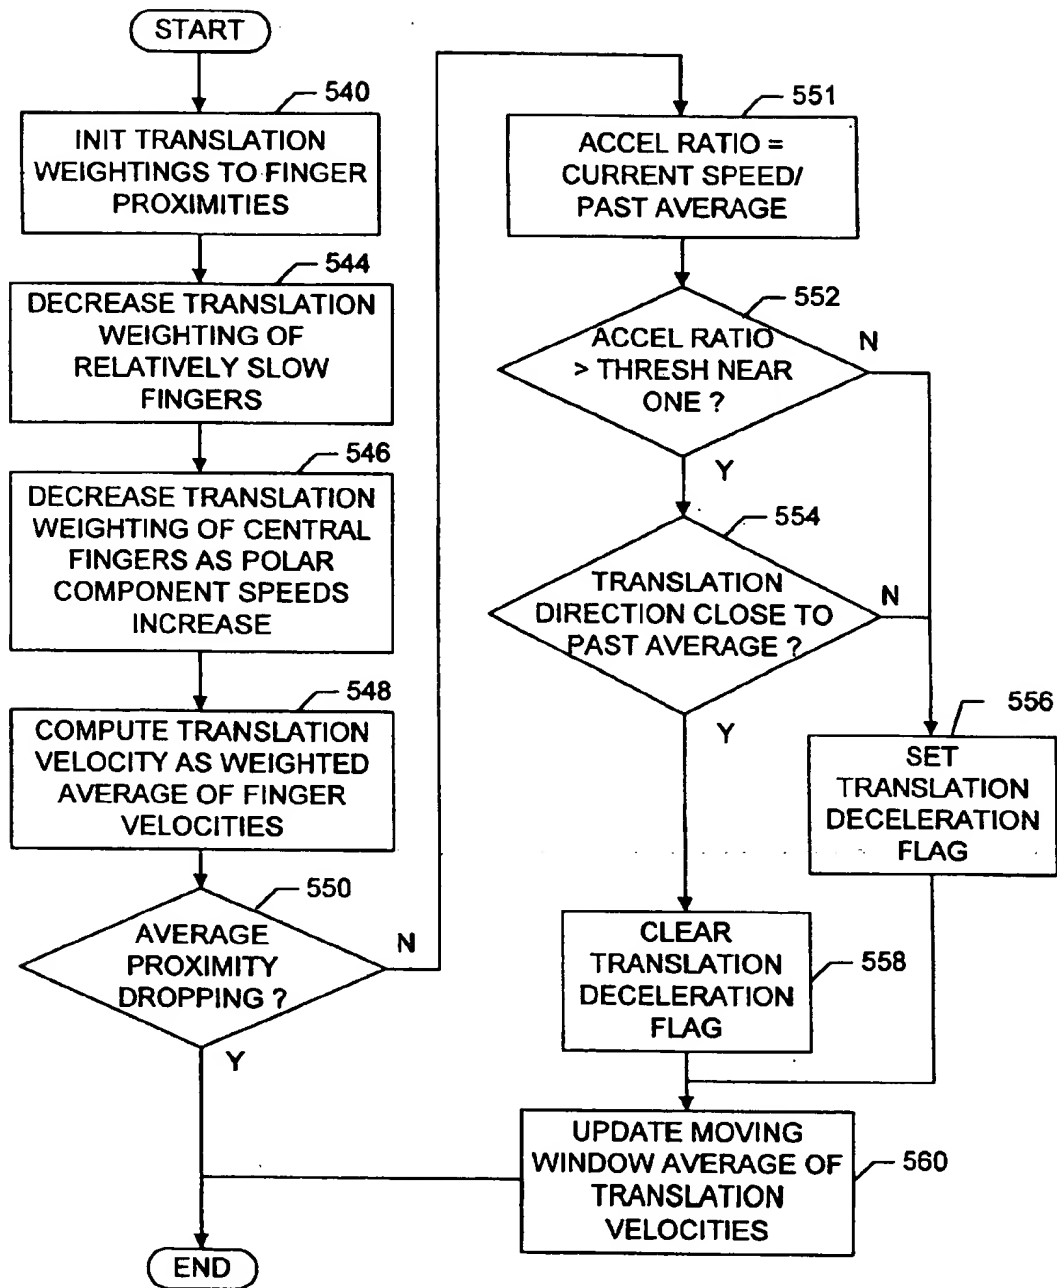 START
540
INIT TRANSLATION
WEIGHTINGS TO FINGER
PROXIMITIES
544
DECREASE TRANSLATION
WEIGHTING OF
RELATIVELY SLOW
FINGERS
546
DECREASE TRANSLATION
WEIGHTING OF CENTRAL
FINGERS AS POLAR
COMPONENT SPEEDS
INCREASE
548
COMPUTE TRANSLATION
VELOCITY AS WEIGHTED
AVERAGE OF FINGER
VELOCITIES
550
AVERAGE
PROXIMITY
DROPPING ?
N
Y
551
ACCEL RATIO =
CURRENT SPEED/
PAST AVERAGE
552
ACCEL RATIO
> THRESH NEAR
ONE ?
N
Y
554
TRANSLATION
DIRECTION CLOSE TO
PAST AVERAGE ?
N
Y
556
SET
TRANSLATION
DECELERATION
FLAG
CLEAR
TRANSLATION
DECELERATION
FLAG
558
UPDATE MOVING
WINDOW AVERAGE OF
TRANSLATION
VELOCITIES
560
END